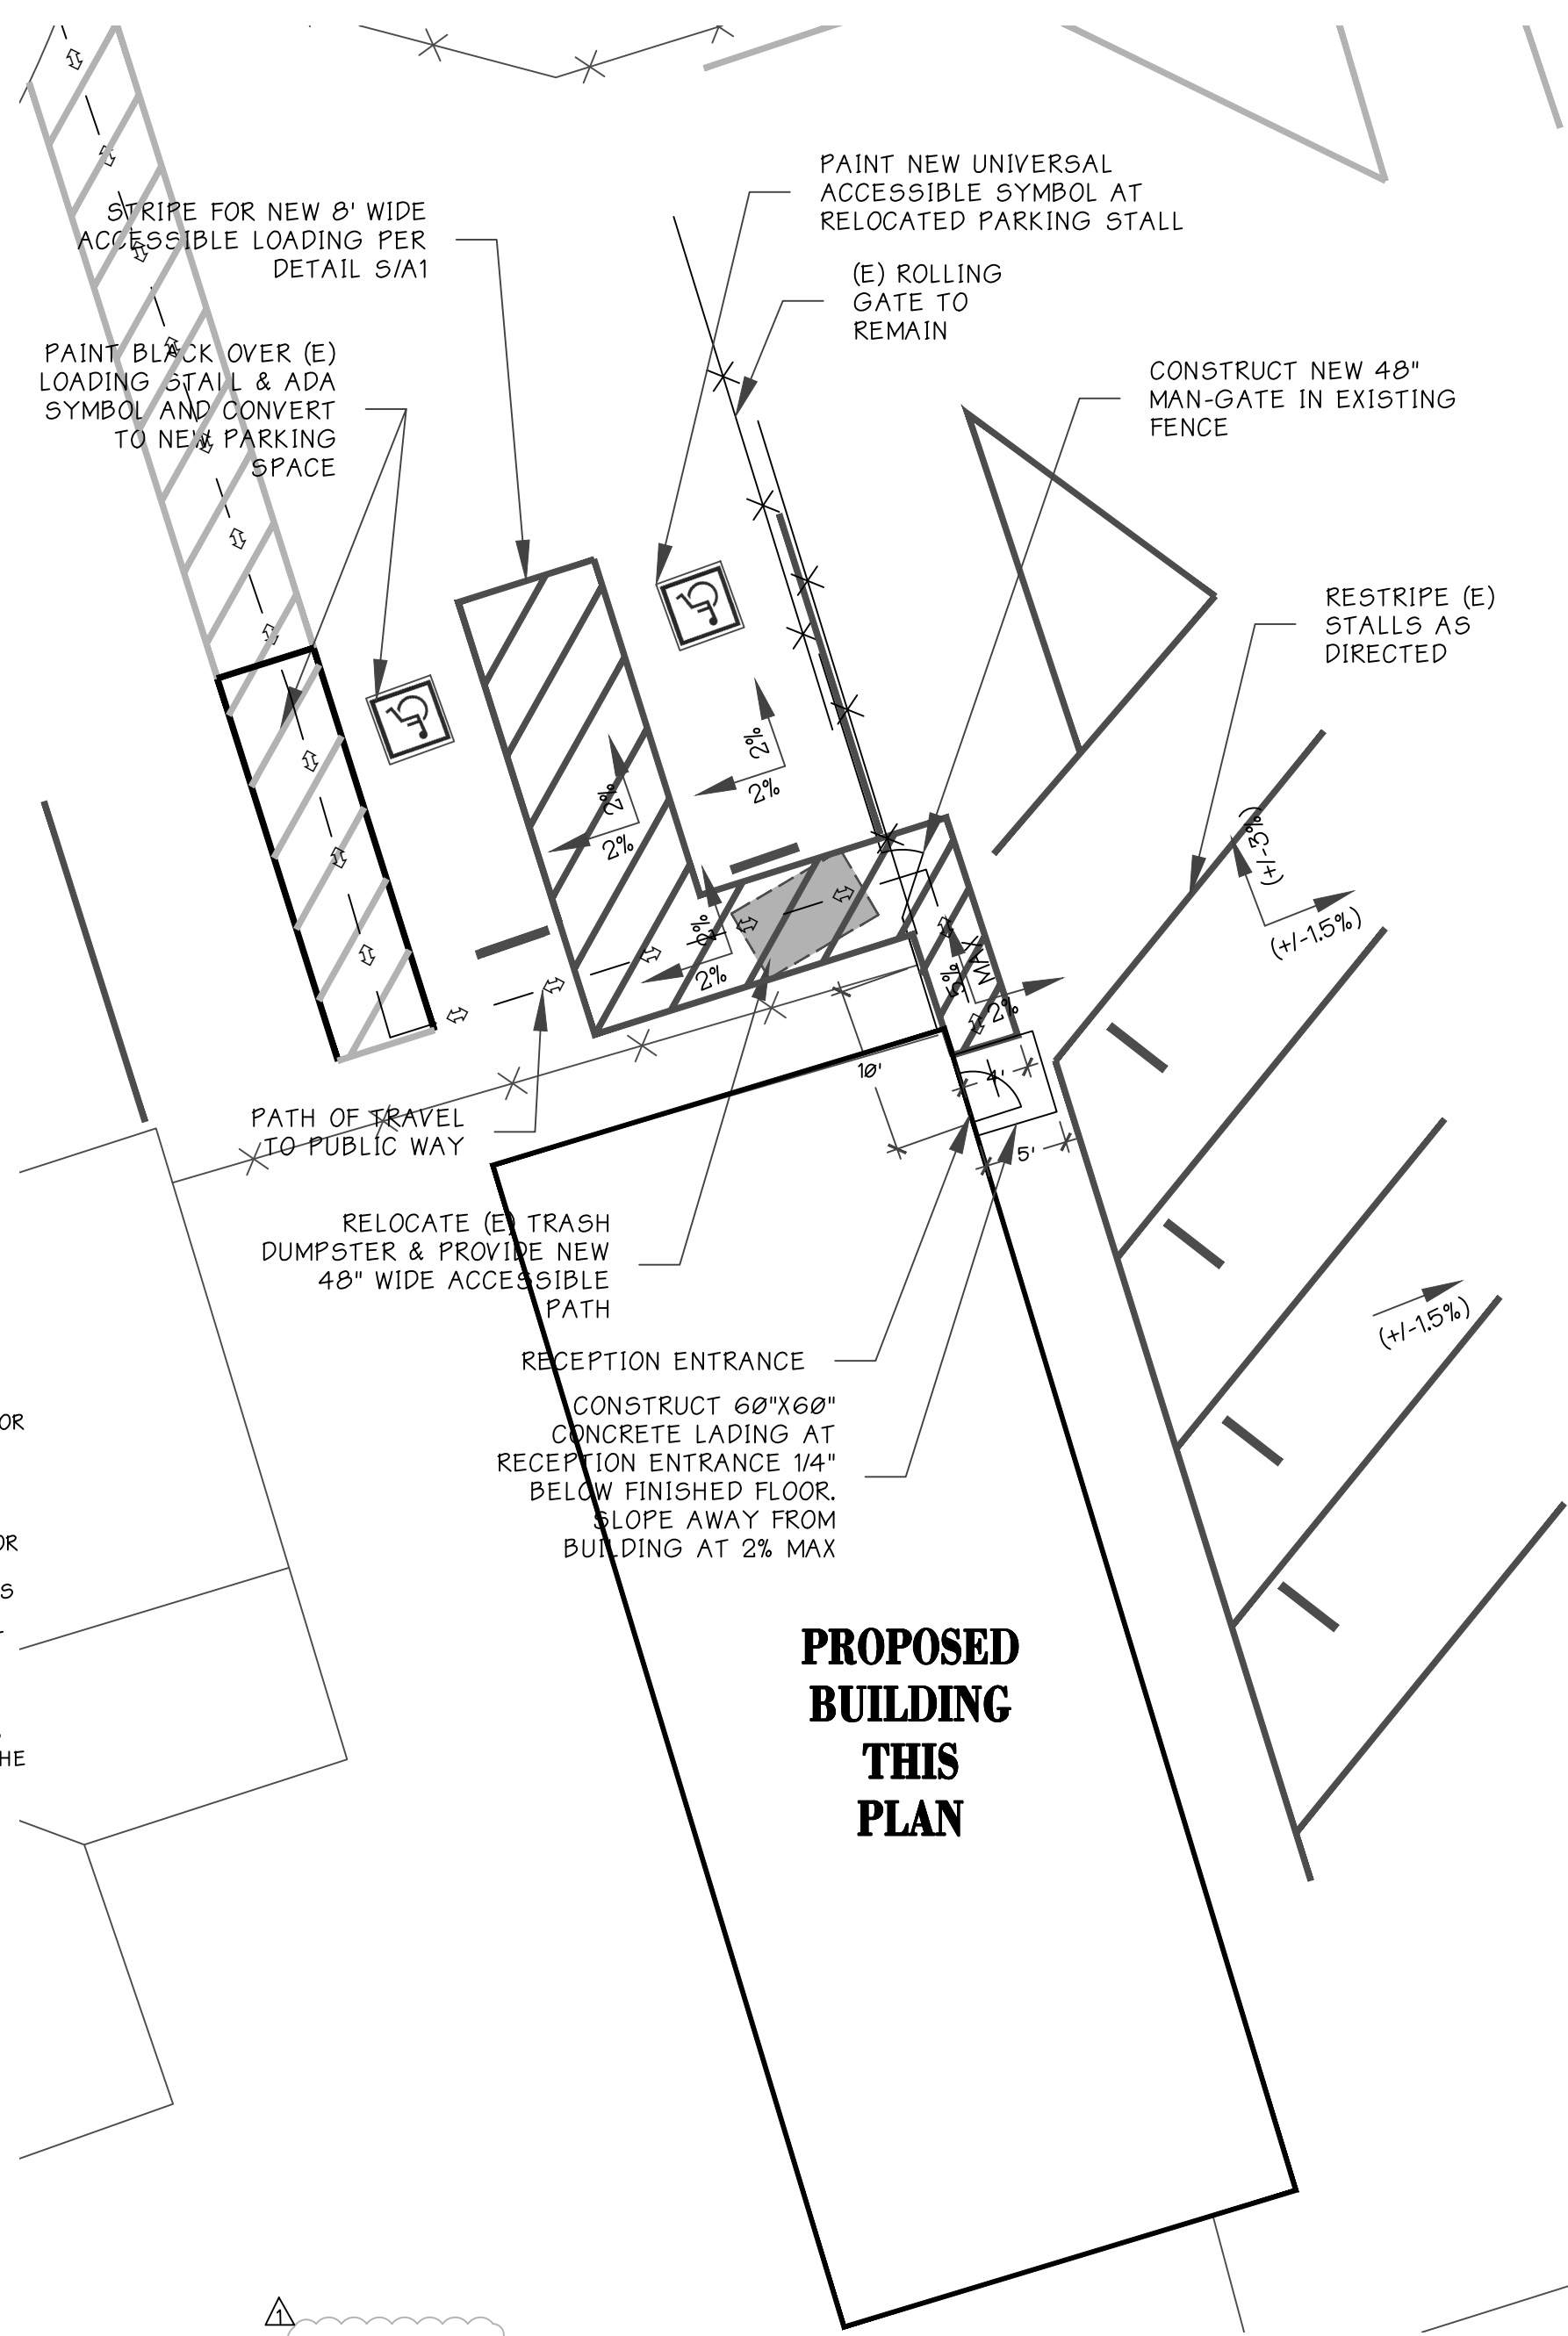 PAINT NEW UNIVERSAL
ACCESSIBLE SYMBOL AT
RELOCATED PARKING STALL
STRIPE FOR NEW 8' WIDE
ACCESSIBLE LOADING PER
DETAIL S/A1
(E) ROLLING
GATE TO
REMAIN
PAINT BLACK OVER (E)
LOADING STALL & ADA
SYMBOL AND CONVERT
TO NEW PARKING
SPACE
CONSTRUCT NEW 48"
MAN-GATE IN EXISTING
FENCE
RESTRIPE (E)
STALLS AS
DIRECTED
2%
2%
2%
2%
2%
2%
(+/-3%)
(+/-1.5%)
5%
MAX
2%
10'
4'
5'
PATH OF TRAVEL
TO PUBLIC WAY
RELOCATE (E) TRASH
DUMPSTER & PROVIDE NEW
48" WIDE ACCESSIBLE
PATH
(+/-1.5%)
RECEPTION ENTRANCE
CONSTRUCT 60"X60"
CONCRETE LADING AT
RECEPTION ENTRANCE 1/4"
BELOW FINISHED FLOOR.
SLOPE AWAY FROM
BUILDING AT 2% MAX
OR
OR
S
HE
PROPOSED
BUILDING
THIS
PLAN
1